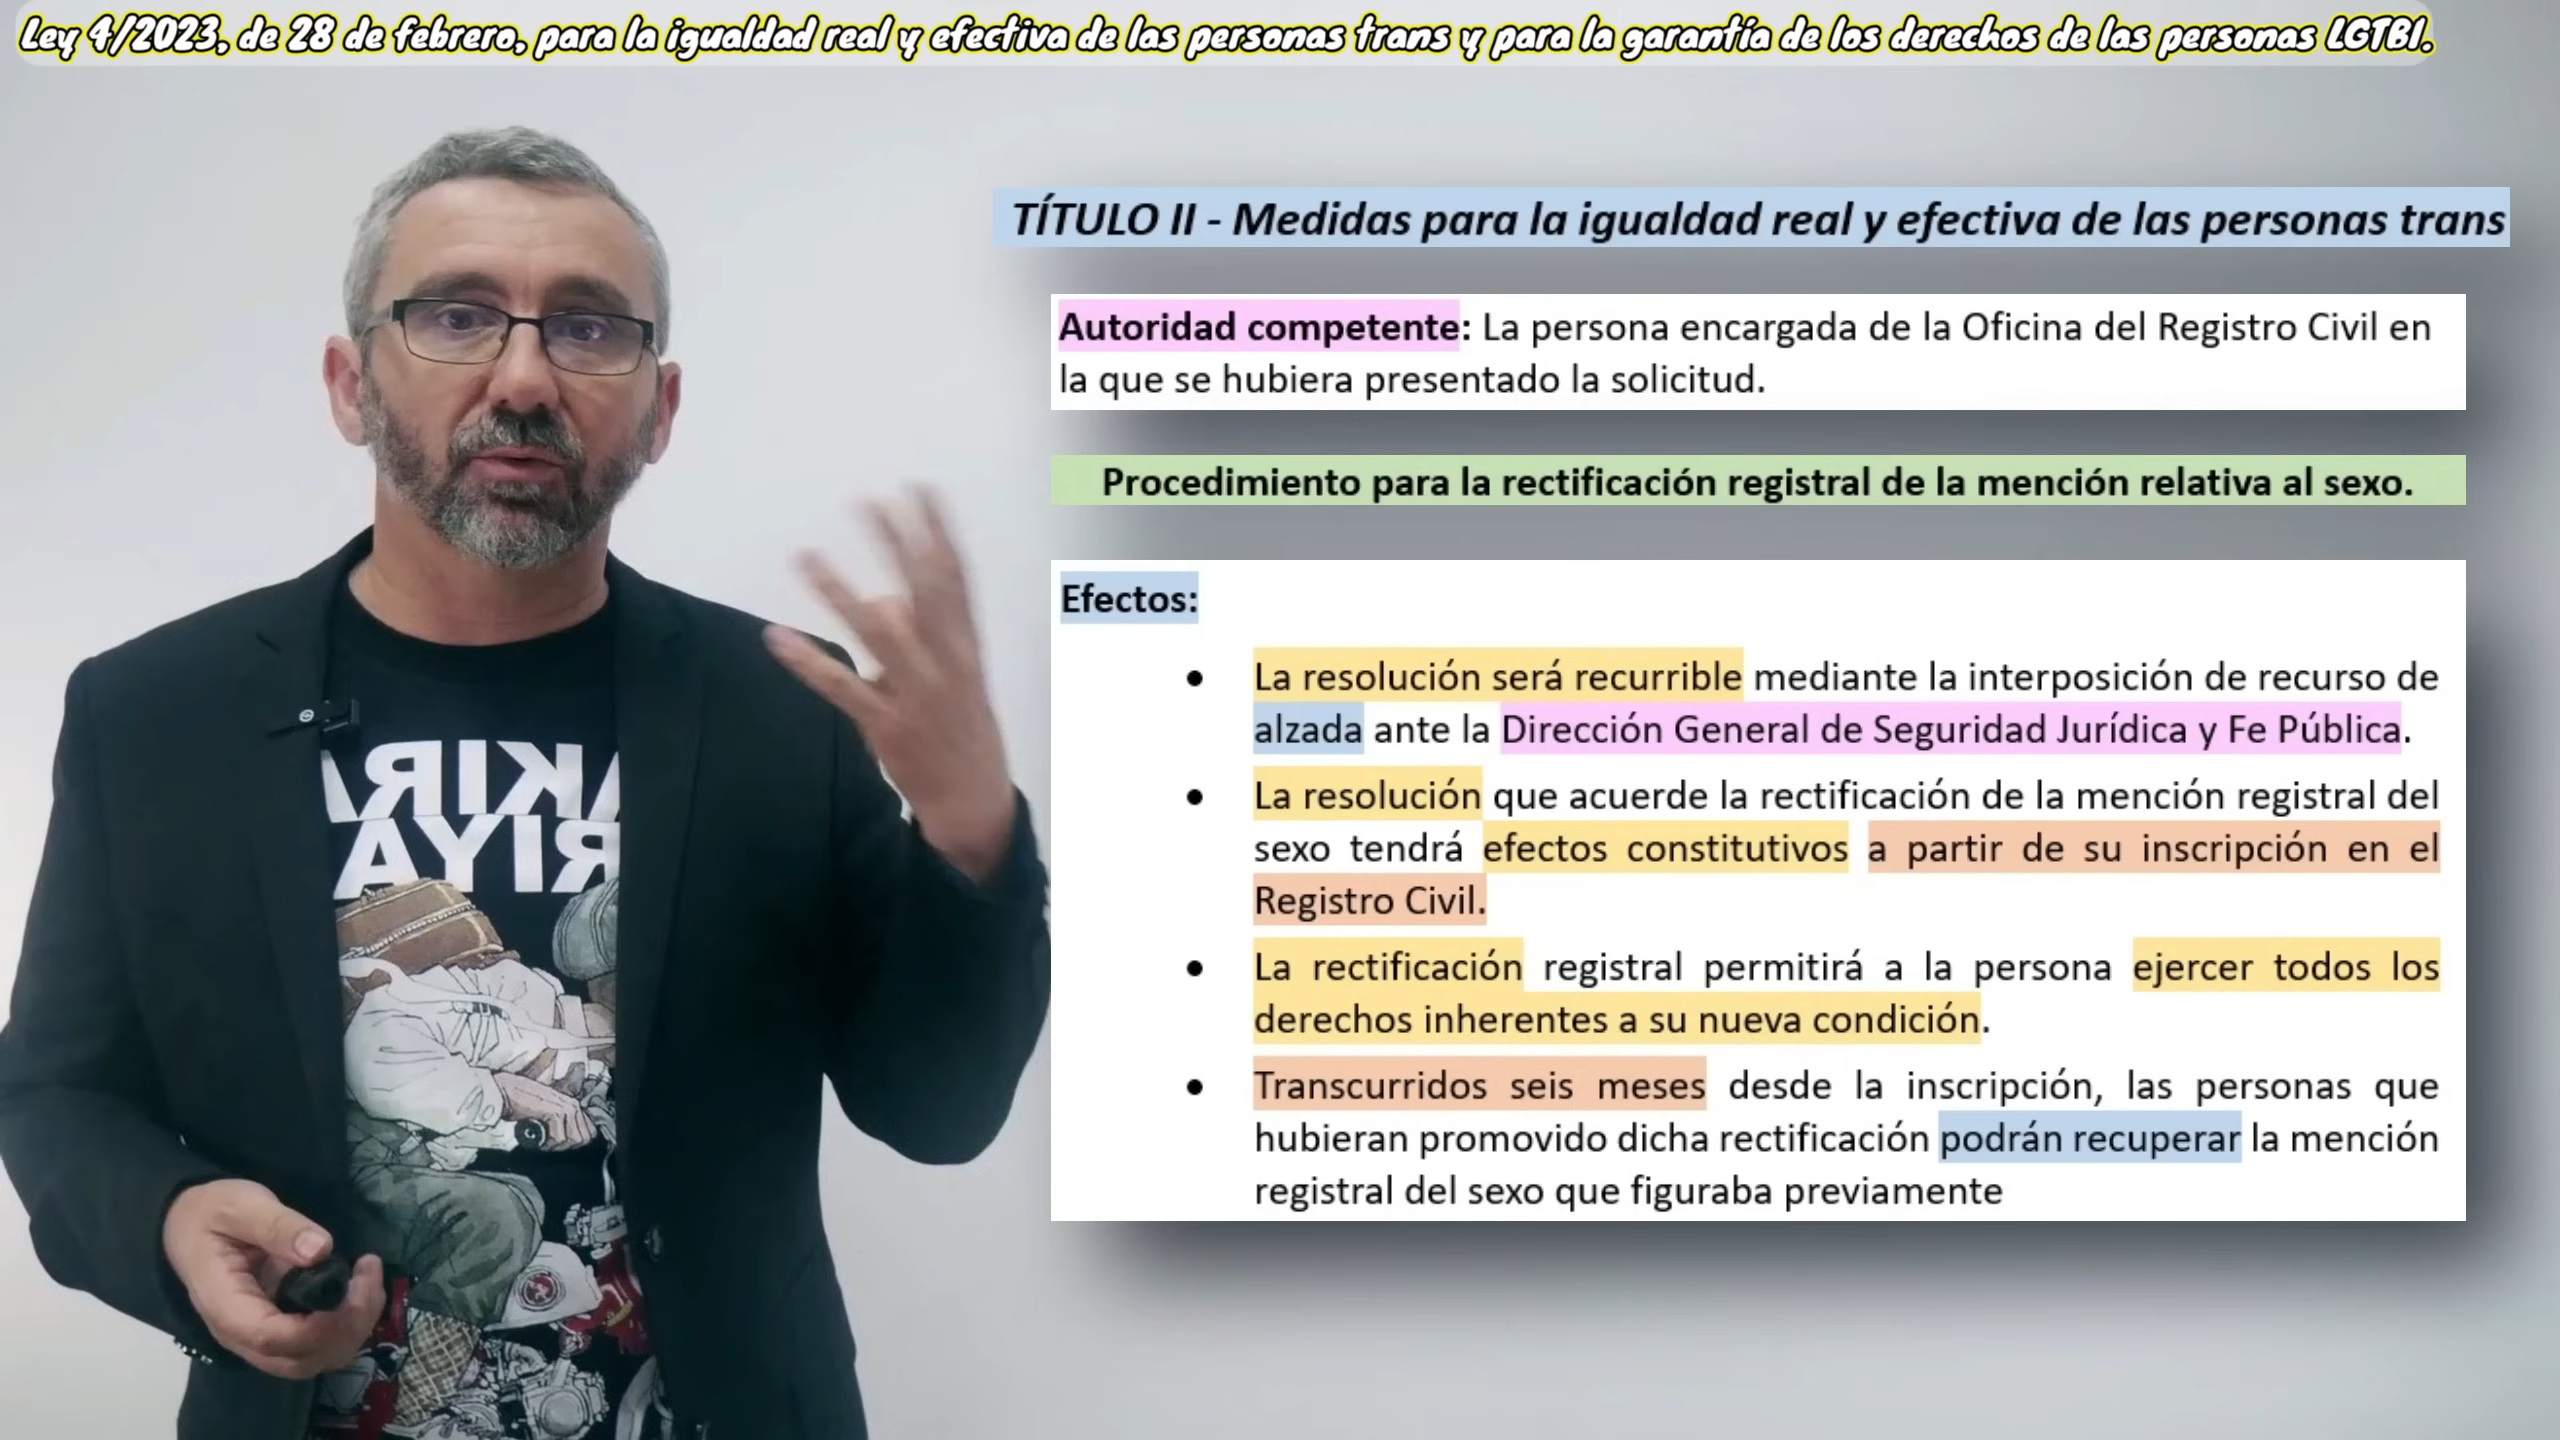 Ley 4/2023, de 28 de febrero, para la igualdad real y efectiva de las personas trans y para la garantía de los derechos de las personas LGTBI.
TÍTULO II - Medidas para la igualdad real y efectiva de las personas trans
Autoridad competente: La persona encargada de la Oficina del Registro Civil en
la que se hubiera presentado la solicitud.
Procedimiento para la rectificación registral de la mención relativa al sexo.
Efectos:
• La resolución será recurrible mediante la interposición de recurso de
alzada ante la Dirección General de Seguridad Jurídica y Fe Pública.
• La resolución que acuerde la rectificación de la mención registral del
sexo tendrá efectos constitutivos a partir de su inscripción en el
Registro Civil.
• La rectificación registral permitirá a la persona ejercer todos los
derechos inherentes a su nueva condición.
• Transcurridos seis meses desde la inscripción, las personas que
hubieran promovido dicha rectificación podrán recuperar la mención
registral del sexo que figuraba previamente
AKIRA